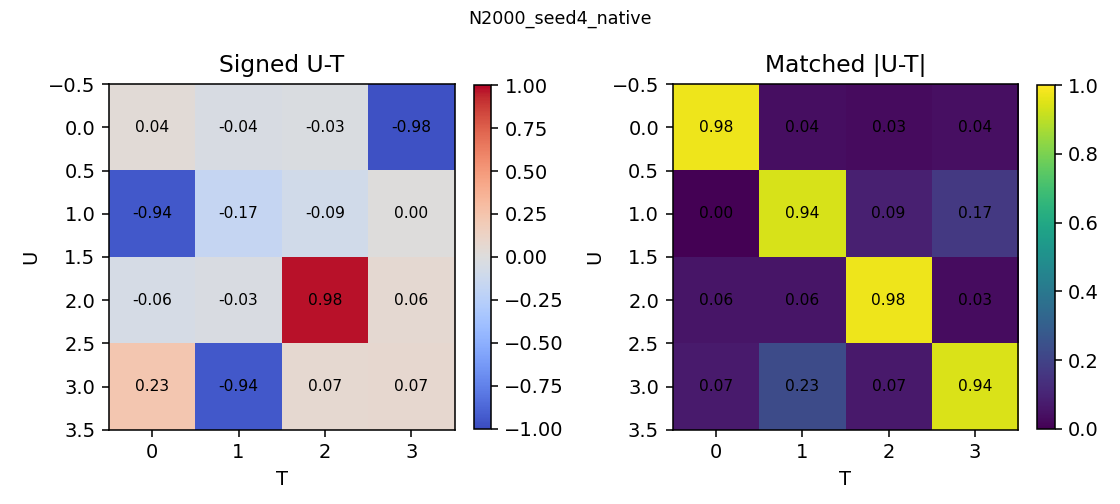 N2000_seed4_native
Signed U-T
−0.5
0.0
0.5
1.0
1.5
2.0
2.5
3.0
3.5
U
0.04 -0.04 -0.03 -0.98
-0.94 -0.17 -0.09 0.00
-0.06 -0.03 0.98 0.06
0.23 -0.94 0.07 0.07
0 1 2 3
T
1.00
0.75
0.50
0.25
0.00
−0.25
−0.50
−0.75
−1.00
Matched |U-T|
−0.5
0.0
0.5
1.0
1.5
2.0
2.5
3.0
3.5
U
0.98 0.04 0.03 0.04
0.00 0.94 0.09 0.17
0.06 0.06 0.98 0.03
0.07 0.23 0.07 0.94
0 1 2 3
T
1.0
0.8
0.6
0.4
0.2
0.0